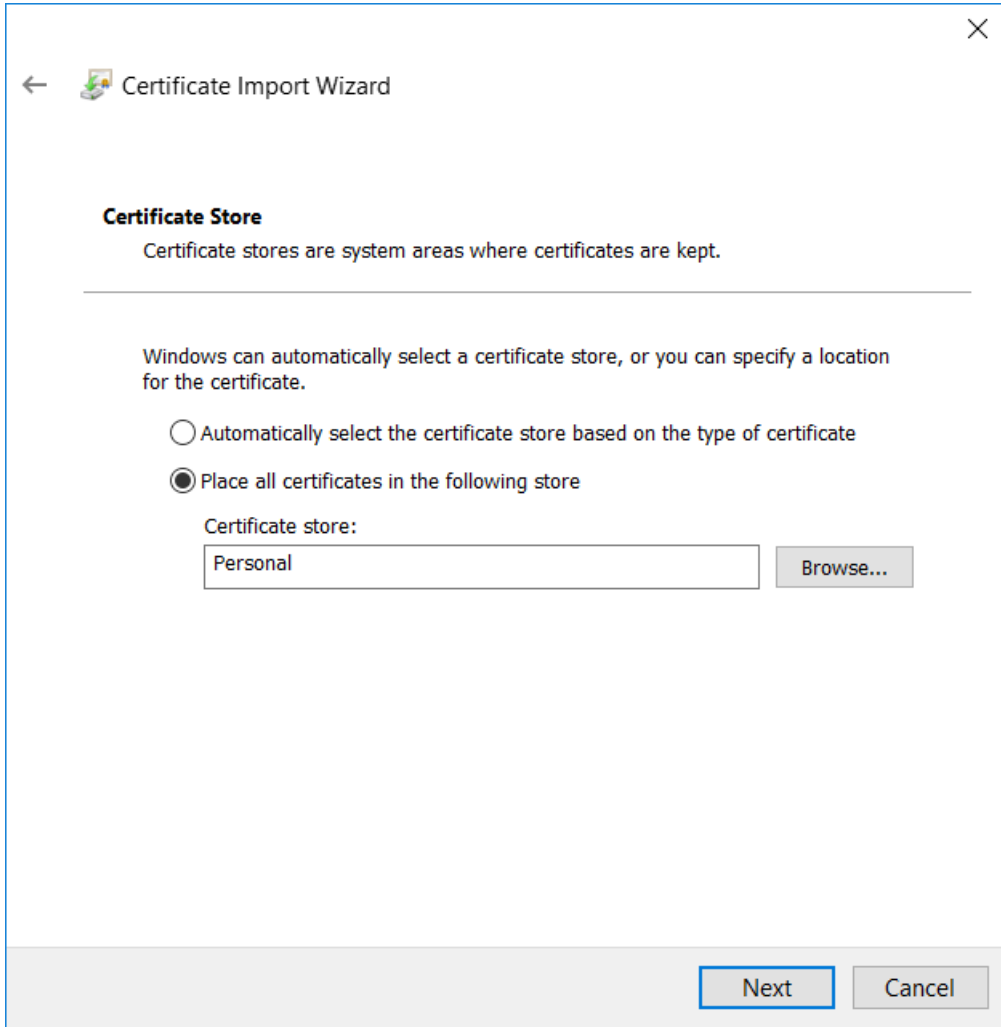 Certificate Import Wizard
Certificate Store
Certificate stores are system areas where certificates are kept.
Windows can automatically select a certificate store, or you can specify a location
for the certificate.
Automatically select the certificate store based on the type of certificate
Place all certificates in the following store
Certificate store:
Personal
Browse...
Next
Cancel